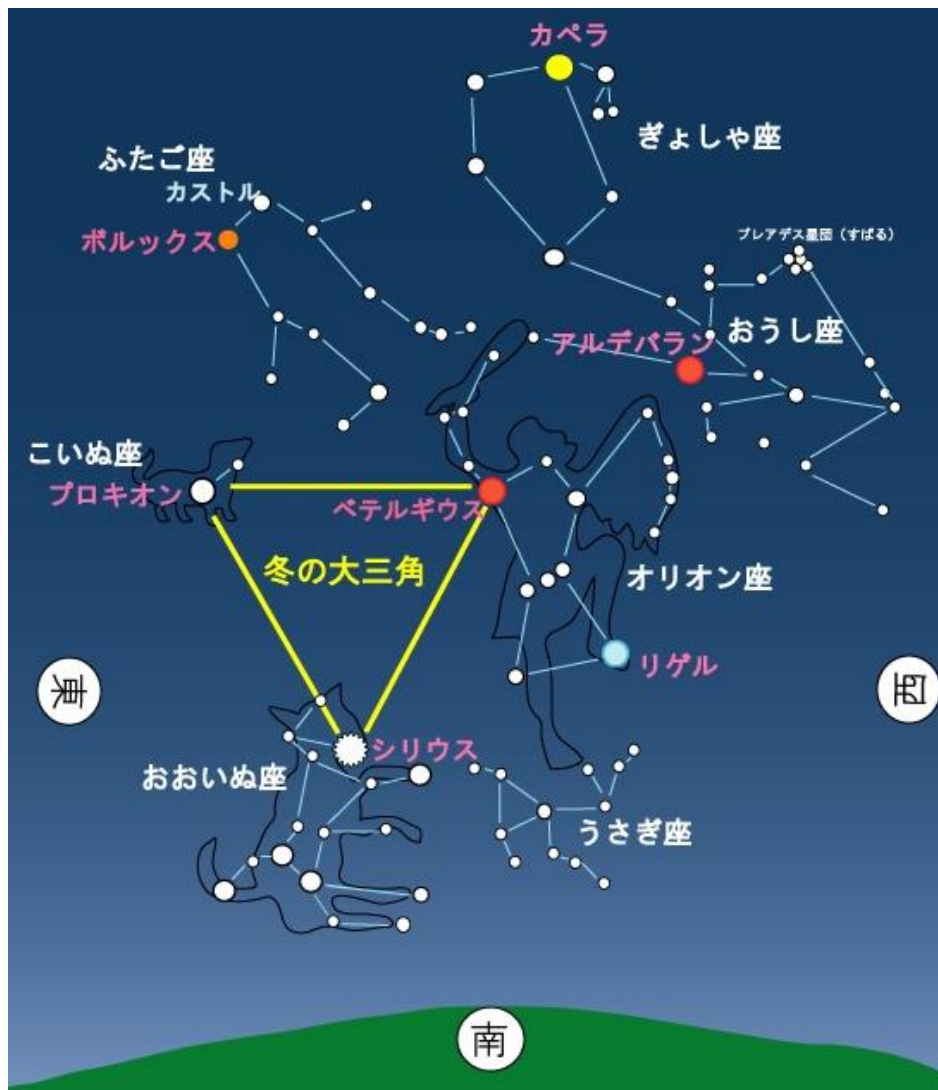 カペラ
ぎょしゃ座
ふたご座
カストル
ポルックス
プレアデス星団（すばる）
おうし座
アルデバラン
こいぬ座
プロキオン
ベテルギウス
冬の大三角
オリオン座
リゲル
東
西
シリウス
おおいぬ座
うさぎ座
南